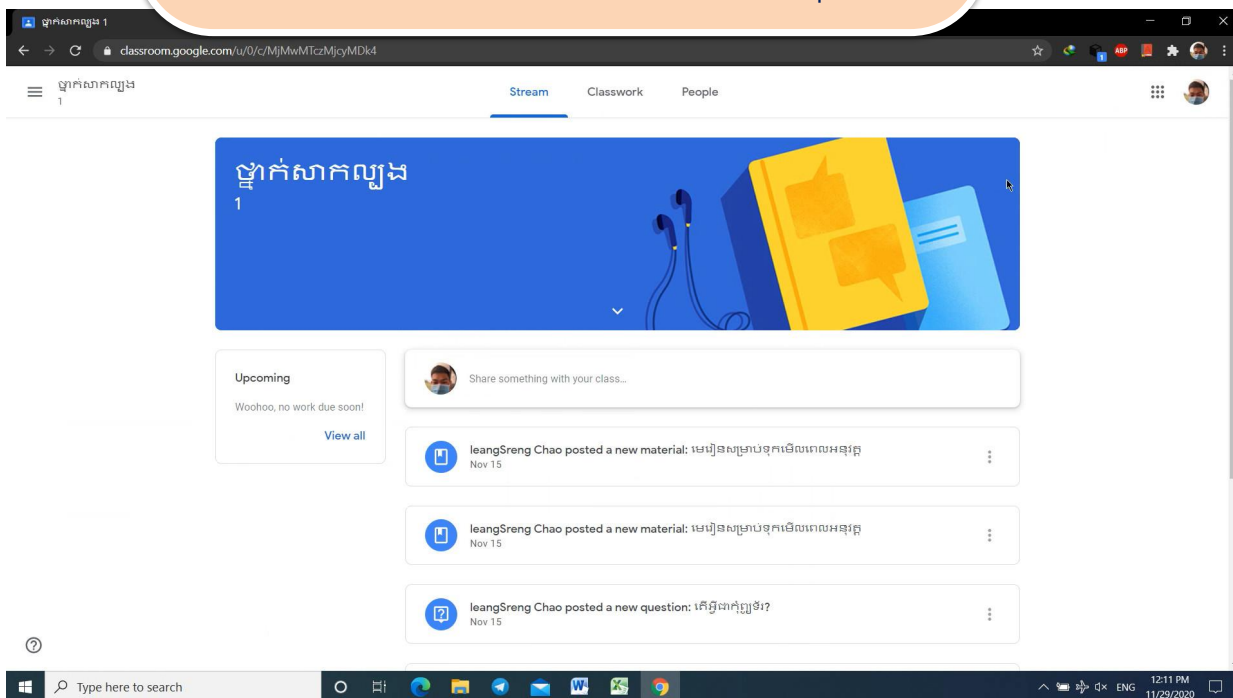 ថ្នាក់សាកល្បង 1
classroom.google.com/u/0/c/MjMwMTczMjcyMDk4
1
ABP
ថ្នាក់សាកល្បង
1
Stream
Classwork
People
ថ្នាក់សាកល្បង
1
Upcoming
Woohoo, no work due soon!
View all
Share something with your class...
leangSreng Chao posted a new material: មេរៀនសម្រាប់ទុកមើលពេលអនុវត្ត
Nov 15
leangSreng Chao posted a new material: មេរៀនសម្រាប់ទុកមើលពេលអនុវត្ត
Nov 15
leangSreng Chao posted a new question: តើអ្វីជាកុំព្យូទ័រ?
Nov 15
Type here to search
ENG
12:11 PM
11/29/2020